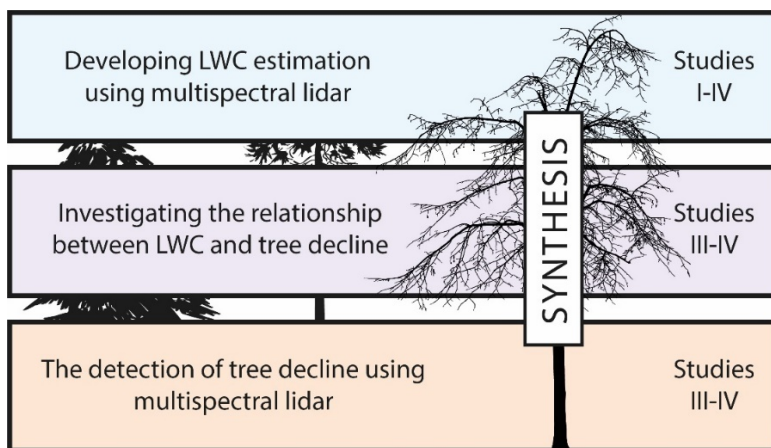 Developing LWC estimation
using multispectral lidar
Studies
I-IV
Investigating the relationship
between LWC and tree decline
Studies
III-IV
The detection of tree decline using
multispectral lidar
Studies
III-IV
SYNTHESIS